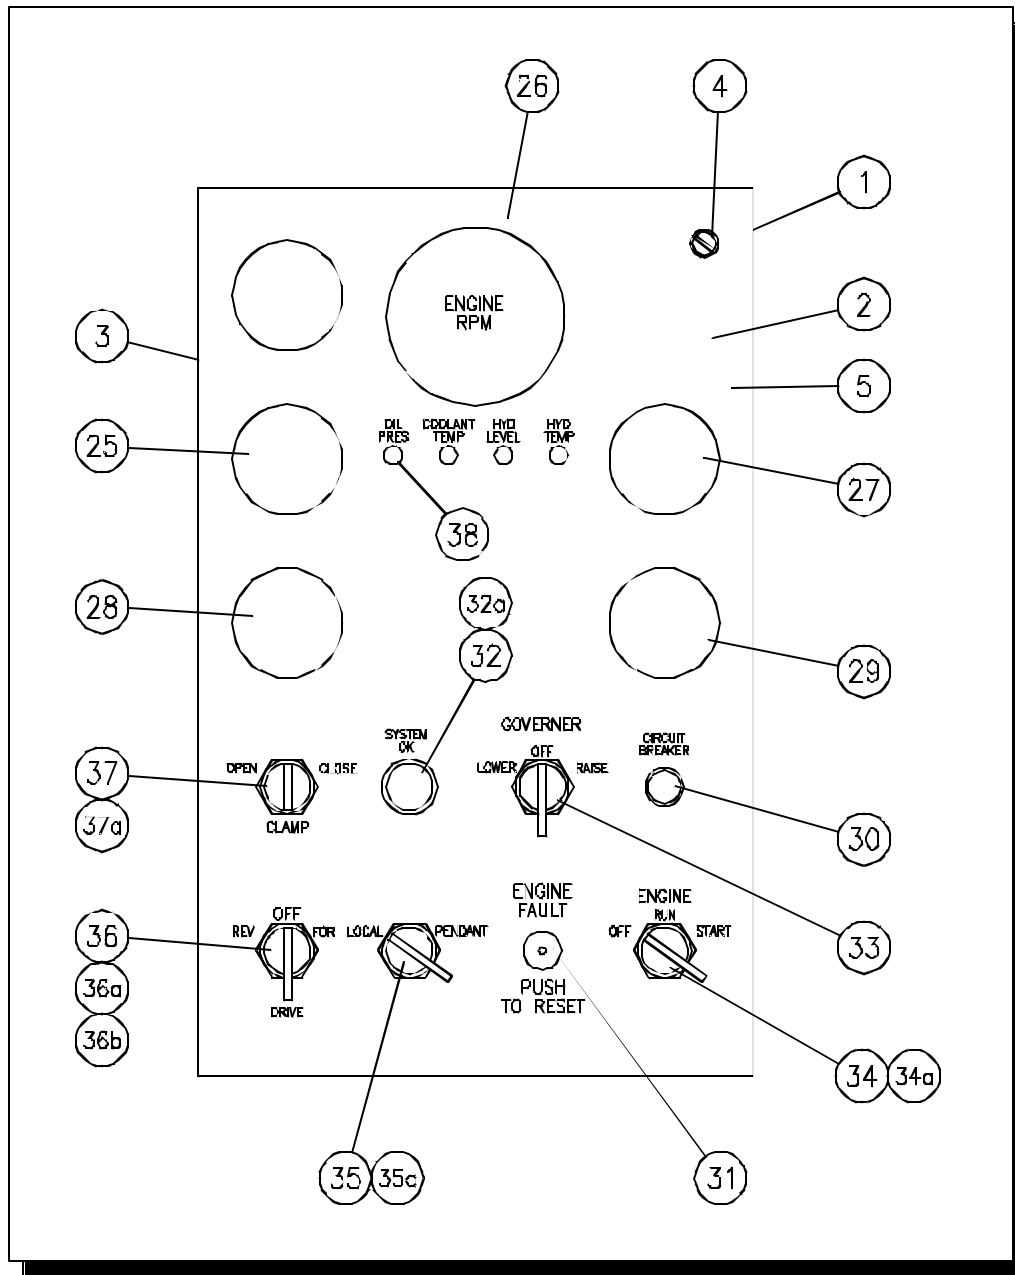 26
4
1
ENGINE
RPM
2
3
5
OIL
PRES
COOLANT
TEMP
HYD
LEVEL
HYD
TEMP
25
27
38
32a
28
32
29
GOVERNER
SYSTEM
OK
OFF
CIRCUIT
BREAKER
OPEN
CLOSE
LOWER
RAISE
37
CLAMP
37a
30
ENGINE
FAULT
ENGINE
RUN
OFF
REV
FOR
LOCAL
PENDANT
OFF
START
36
33
36a
PUSH
TO RESET
DRIVE
36b
34
34a
35
35a
31